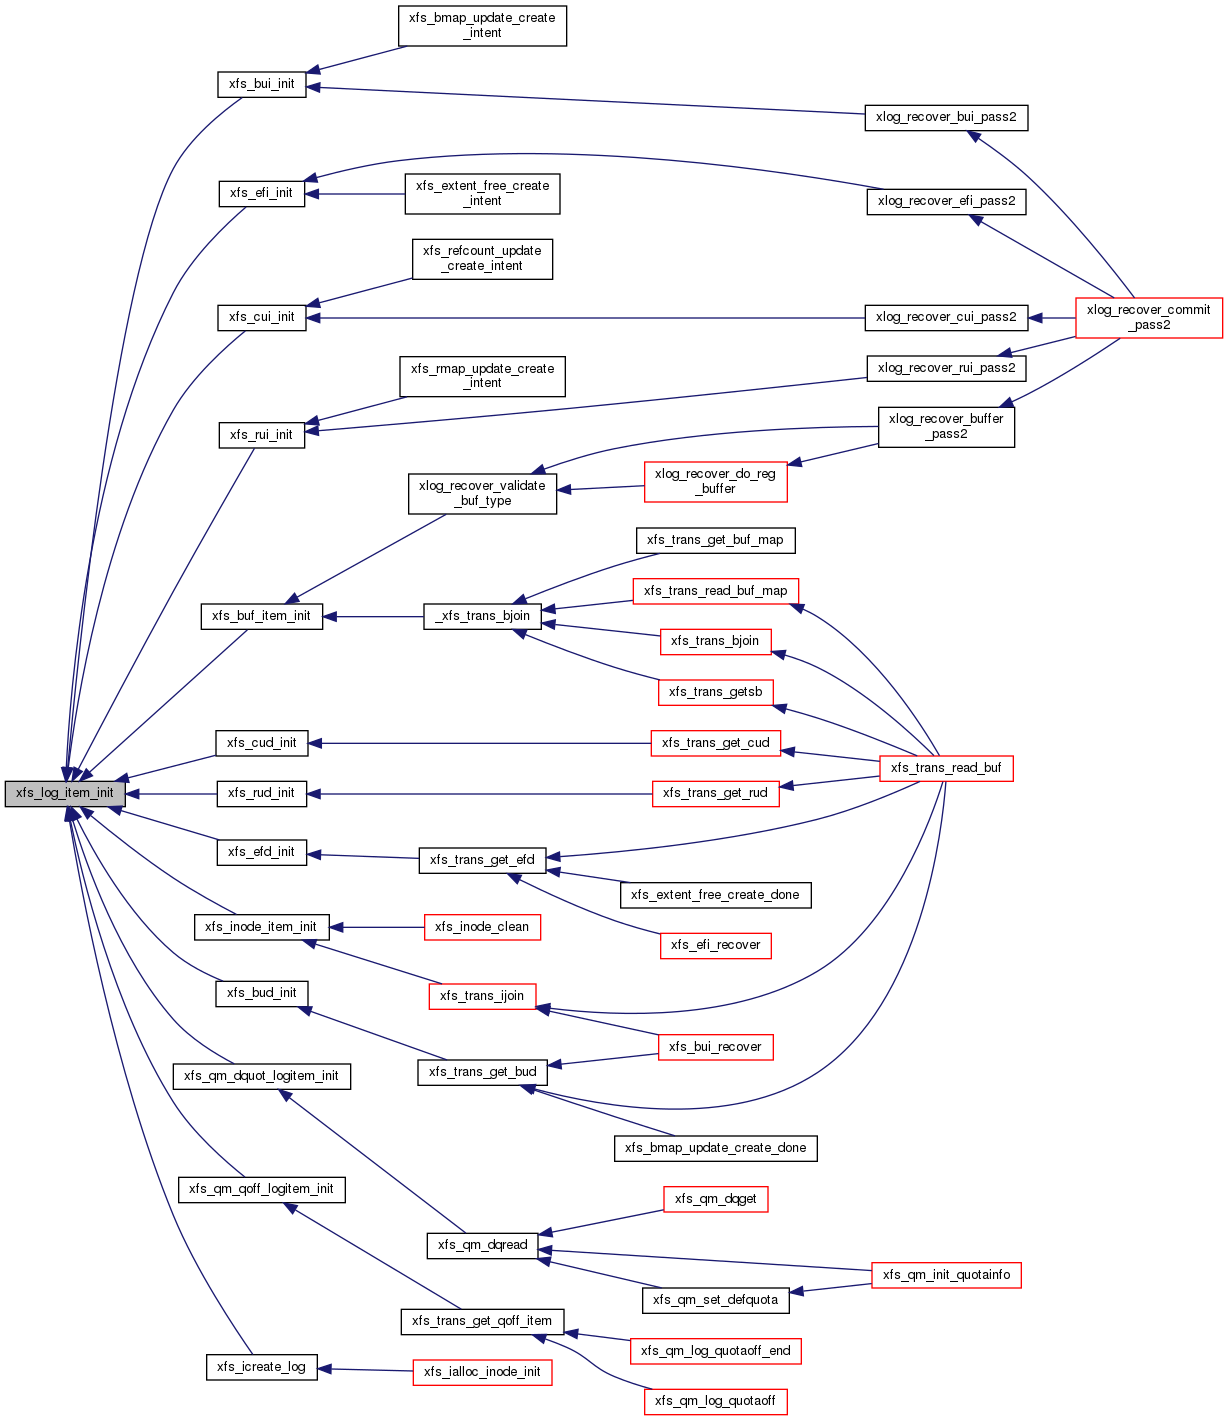 xfs_bmap_update_create
_intent
xfs_bui_init
xlog_recover_bui_pass2
xfs_efi_init
xfs_extent_free_create
_intent
xlog_recover_efi_pass2
xfs_refcount_update
_create_intent
xfs_cui_init
xlog_recover_cui_pass2
xlog_recover_commit
_pass2
xfs_rmap_update_create
_intent
xlog_recover_rui_pass2
xfs_rui_init
xlog_recover_buffer
_pass2
xlog_recover_validate
_buf_type
xlog_recover_do_reg
_buffer
xfs_trans_get_buf_map
xfs_trans_read_buf_map
xfs_buf_item_init
_xfs_trans_bjoin
xfs_trans_bjoin
xfs_trans_getsb
xfs_cud_init
xfs_trans_get_cud
xfs_trans_read_buf
xfs_log_item_init
xfs_rud_init
xfs_trans_get_rud
xfs_efd_init
xfs_trans_get_efd
xfs_extent_free_create_done
xfs_inode_item_init
xfs_inode_clean
xfs_efi_recover
xfs_bud_init
xfs_trans_ijoin
xfs_bui_recover
xfs_qm_dquot_logitem_init
xfs_trans_get_bud
xfs_bmap_update_create_done
xfs_qm_qoff_logitem_init
xfs_qm_dqget
xfs_qm_dqread
xfs_qm_init_quotainfo
xfs_qm_set_defquota
xfs_trans_get_qoff_item
xfs_qm_log_quotaoff_end
xfs_icreate_log
xfs_ialloc_inode_init
xfs_qm_log_quotaoff